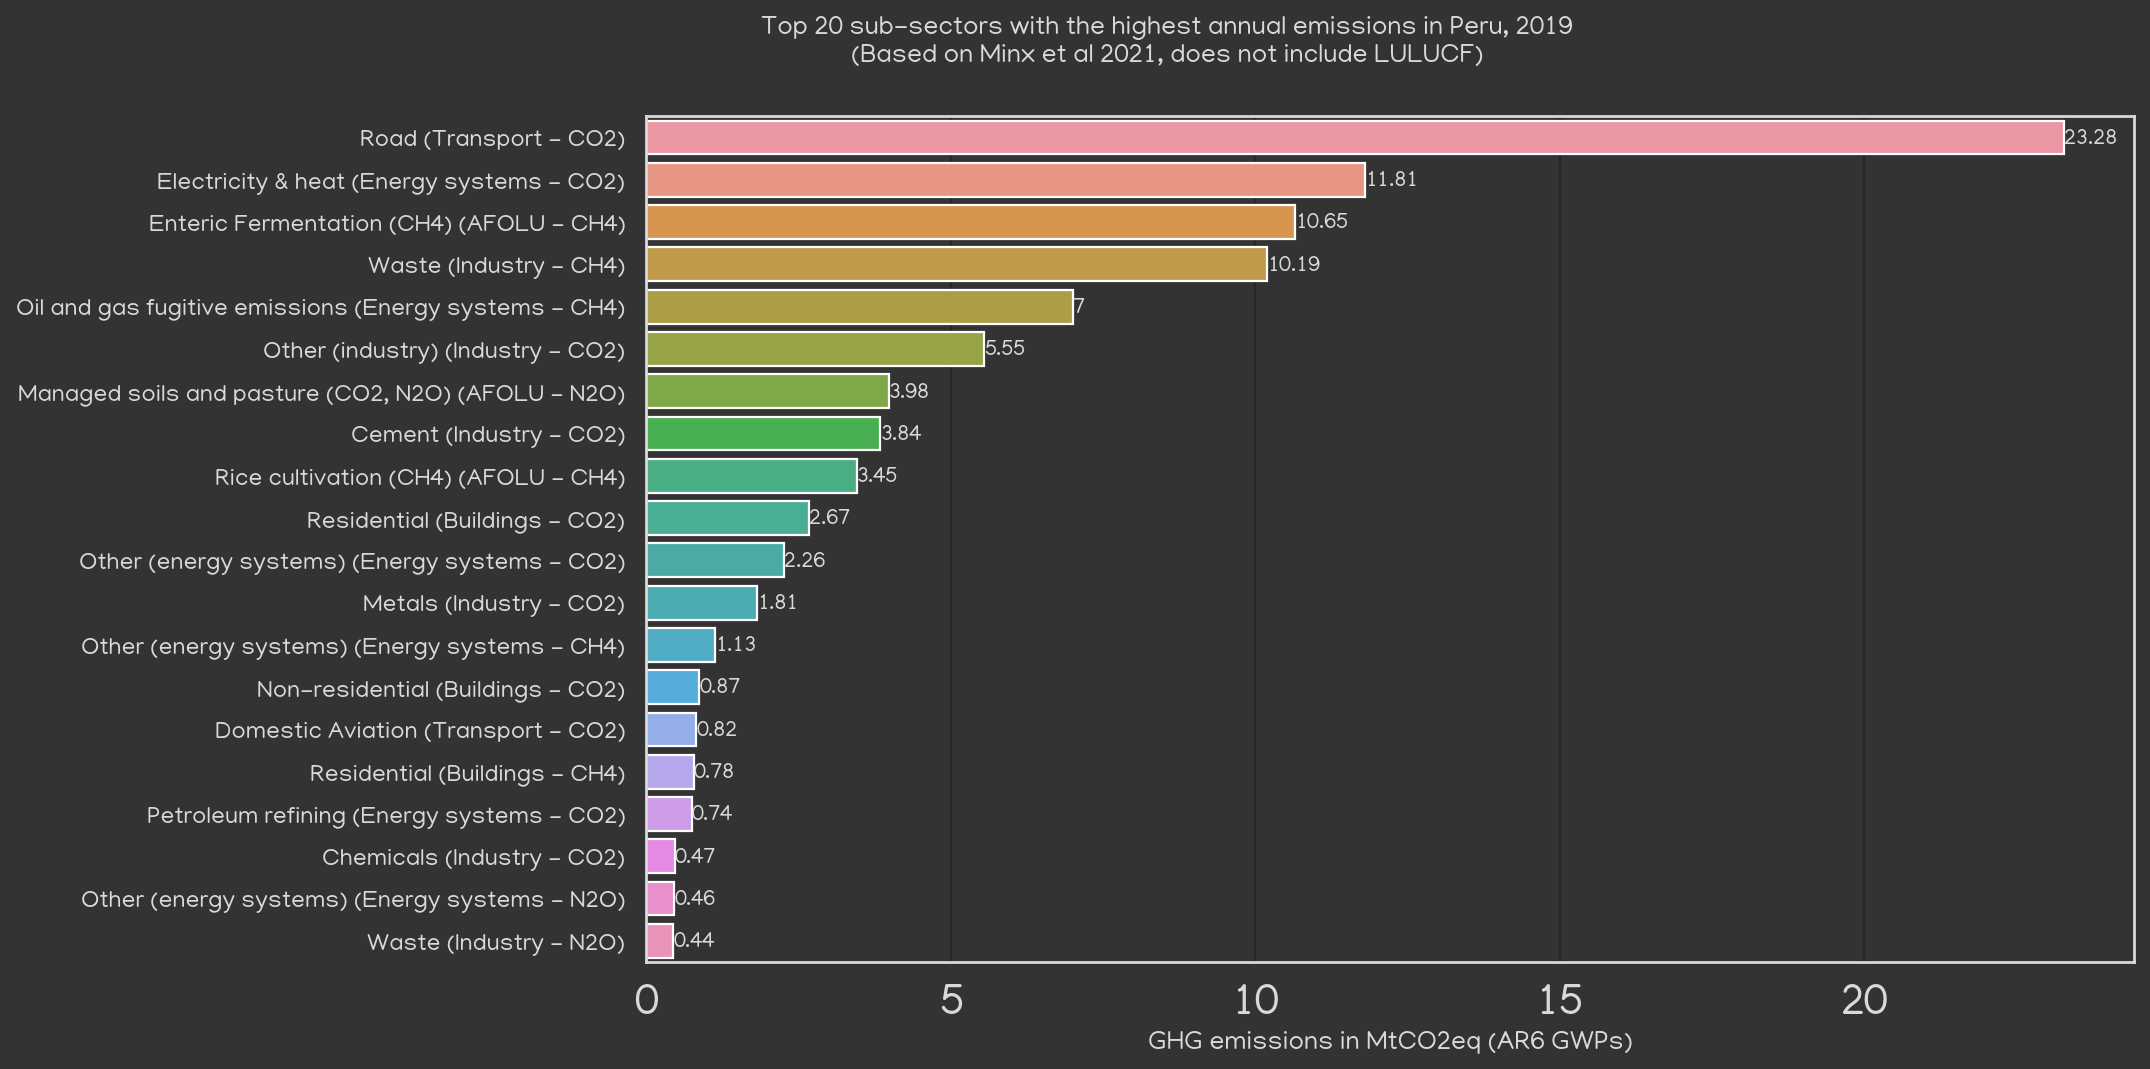 Top 20 sub-sectors with the highest annual emissions in Peru, 2019
(Based on Minx et al 2021, does not include LULUCF)
Road (Transport - CO2) 23.28
Electricity & heat (Energy systems - CO2) 11.81
Enteric Fermentation (CH4) (AFOLU - CH4) 10.65
Waste (Industry - CH4) 10.19
Oil and gas fugitive emissions (Energy systems - CH4) 7
Other (industry) (Industry - CO2) 5.55
Managed soils and pasture (CO2, N2O) (AFOLU - N2O) 3.98
Cement (Industry - CO2) 3.84
Rice cultivation (CH4) (AFOLU - CH4) 3.45
Residential (Buildings - CO2) 2.67
Other (energy systems) (Energy systems - CO2) 2.26
Metals (Industry - CO2) 1.81
Other (energy systems) (Energy systems - CH4) 1.13
Non-residential (Buildings - CO2) 0.87
Domestic Aviation (Transport - CO2) 0.82
Residential (Buildings - CH4) 0.78
Petroleum refining (Energy systems - CO2) 0.74
Chemicals (Industry - CO2) 0.47
Other (energy systems) (Energy systems - N2O) 0.46
Waste (Industry - N2O) 0.44
0 5 10 15 20
GHG emissions in MtCO2eq (AR6 GWPs)